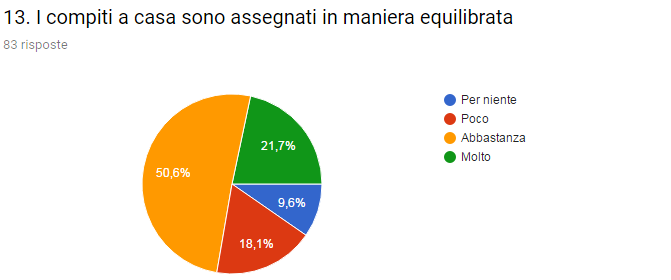 13. I compiti a casa sono assegnati in maniera equilibrata
83 risposte
Per niente
Poco
Abbastanza
Molto
21,7%
50,6%
9,6%
18,1%